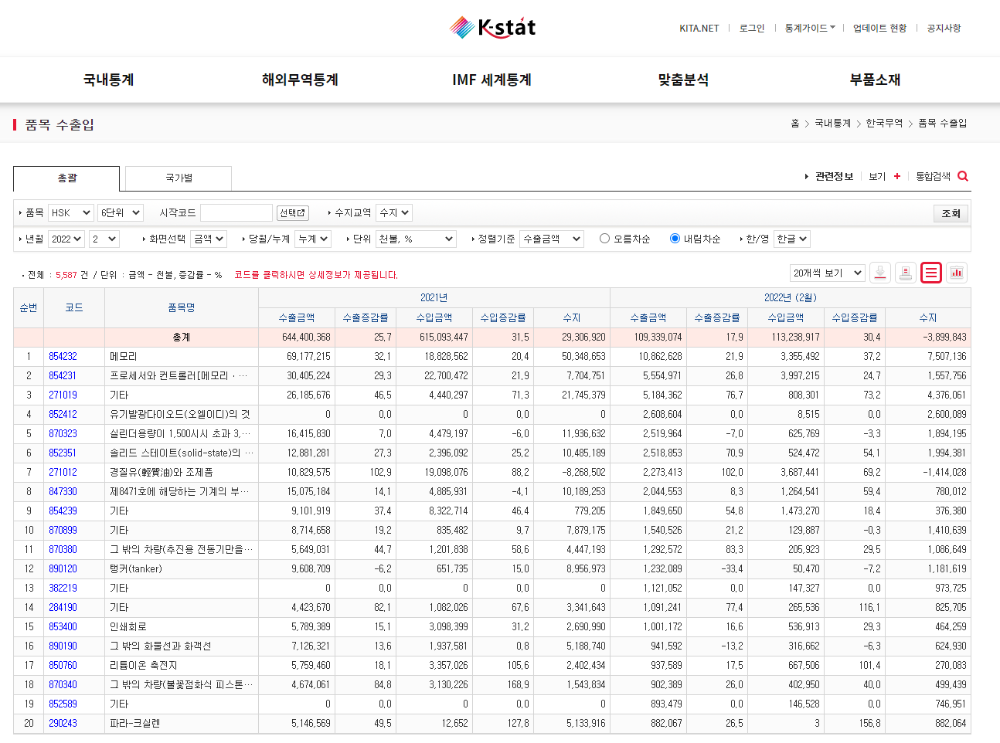 K-stat
KITA.NET 로그인 통계가이드 업데이트 현황 공지사항
국내통계 해외무역통계 IMF 세계통계 맞춤분석 부품소재
품목 수출입
홈 > 국내통계 > 한국무역 > 품목 수출입
총괄 국가별
관련정보 보기 + 통합검색
품목 HSK 6단위 시작코드 선택 수지교역 수지 조회
년월 2022 2 화면선택 금액 당월/누계 누계 단위 천불, % 정렬기준 수출금액 오름차순 내림차순 한/영 한글
· 전체 : 5,587 건 / 단위 : 금액 - 천불, 증감률 - % 코드를 클릭하시면 상세정보가 제공됩니다.
20개씩 보기
순번 코드 품목명 2021년 2022년 (2월)
수출금액 수출증감률 수입금액 수입증감률 수지 수출금액 수출증감률 수입금액 수입증감률 수지
총계 644,400,368 25.7 615,093,447 31.5 29,306,920 109,339,074 17.9 113,238,917 30.4 -3,899,843
1 854232 메모리 69,177,215 32.1 18,828,562 20.4 50,348,653 10,862,628 21.9 3,355,492 37.2 7,507,136
2 854231 프로세서와 컨트롤러[메모리ㆍ… 30,405,224 29.3 22,700,472 21.9 7,704,751 5,554,971 26.8 3,997,215 24.7 1,557,756
3 271019 기타 26,185,676 46.5 4,440,297 71.3 21,745,379 5,184,362 76.7 808,301 73.2 4,376,061
4 852412 유기발광다이오드(오엘이디)의 것 0 0.0 0 0.0 0 2,608,604 0.0 8,515 0.0 2,600,089
5 870323 실린더용량이 1,500시시 초과 3,… 16,415,830 7.0 4,479,197 -6.0 11,936,632 2,519,964 -7.0 625,769 -3.3 1,894,195
6 852351 솔리드 스테이트(solid-state)의 … 12,881,281 27.3 2,396,092 25.2 10,485,189 2,518,853 70.9 524,472 54.1 1,994,381
7 271012 경질유(輕質油)와 조제품 10,829,575 102.9 19,098,076 88.2 -8,268,502 2,273,413 102.0 3,687,441 69.2 -1,414,028
8 847330 제8471호에 해당하는 기계의 부… 15,075,184 14.1 4,885,931 -4.1 10,189,253 2,044,553 8.3 1,264,541 59.4 780,012
9 854239 기타 9,101,919 37.4 8,322,714 46.4 779,205 1,849,650 54.8 1,473,270 18.4 376,380
10 870899 기타 8,714,658 19.2 835,482 9.7 7,879,175 1,540,526 21.2 129,887 -0.3 1,410,639
11 870380 그 밖의 차량(추진용 전동기만을… 5,649,031 44.7 1,201,838 58.6 4,447,193 1,292,572 83.3 205,923 29.5 1,086,649
12 890120 탱커(tanker) 9,608,709 -6.2 651,735 15.0 8,956,973 1,232,089 -33.4 50,470 -7.2 1,181,619
13 382219 기타 0 0.0 0 0.0 0 1,121,052 0.0 147,327 0.0 973,725
14 284190 기타 4,423,670 82.1 1,082,026 67.6 3,341,643 1,091,241 77.4 265,536 116.1 825,705
15 853400 인쇄회로 5,789,389 15.1 3,098,399 31.2 2,690,990 1,001,172 16.6 536,913 29.3 464,259
16 890190 그 밖의 화물선과 화객선 7,126,321 13.6 1,937,581 0.8 5,188,740 941,592 -13.2 316,662 -6.3 624,930
17 850760 리튬이온 축전지 5,759,460 18.1 3,357,026 105.6 2,402,434 937,589 17.5 667,506 101.4 270,083
18 870340 그 밖의 차량(불꽃점화식 피스톤… 4,674,061 84.8 3,130,226 168.9 1,543,834 902,389 26.0 402,950 40.0 499,439
19 852589 기타 0 0.0 0 0.0 0 893,479 0.0 146,528 0.0 746,951
20 290243 파라-크실렌 5,146,569 49.5 12,652 127.8 5,133,916 882,067 26.5 3 156.8 882,064